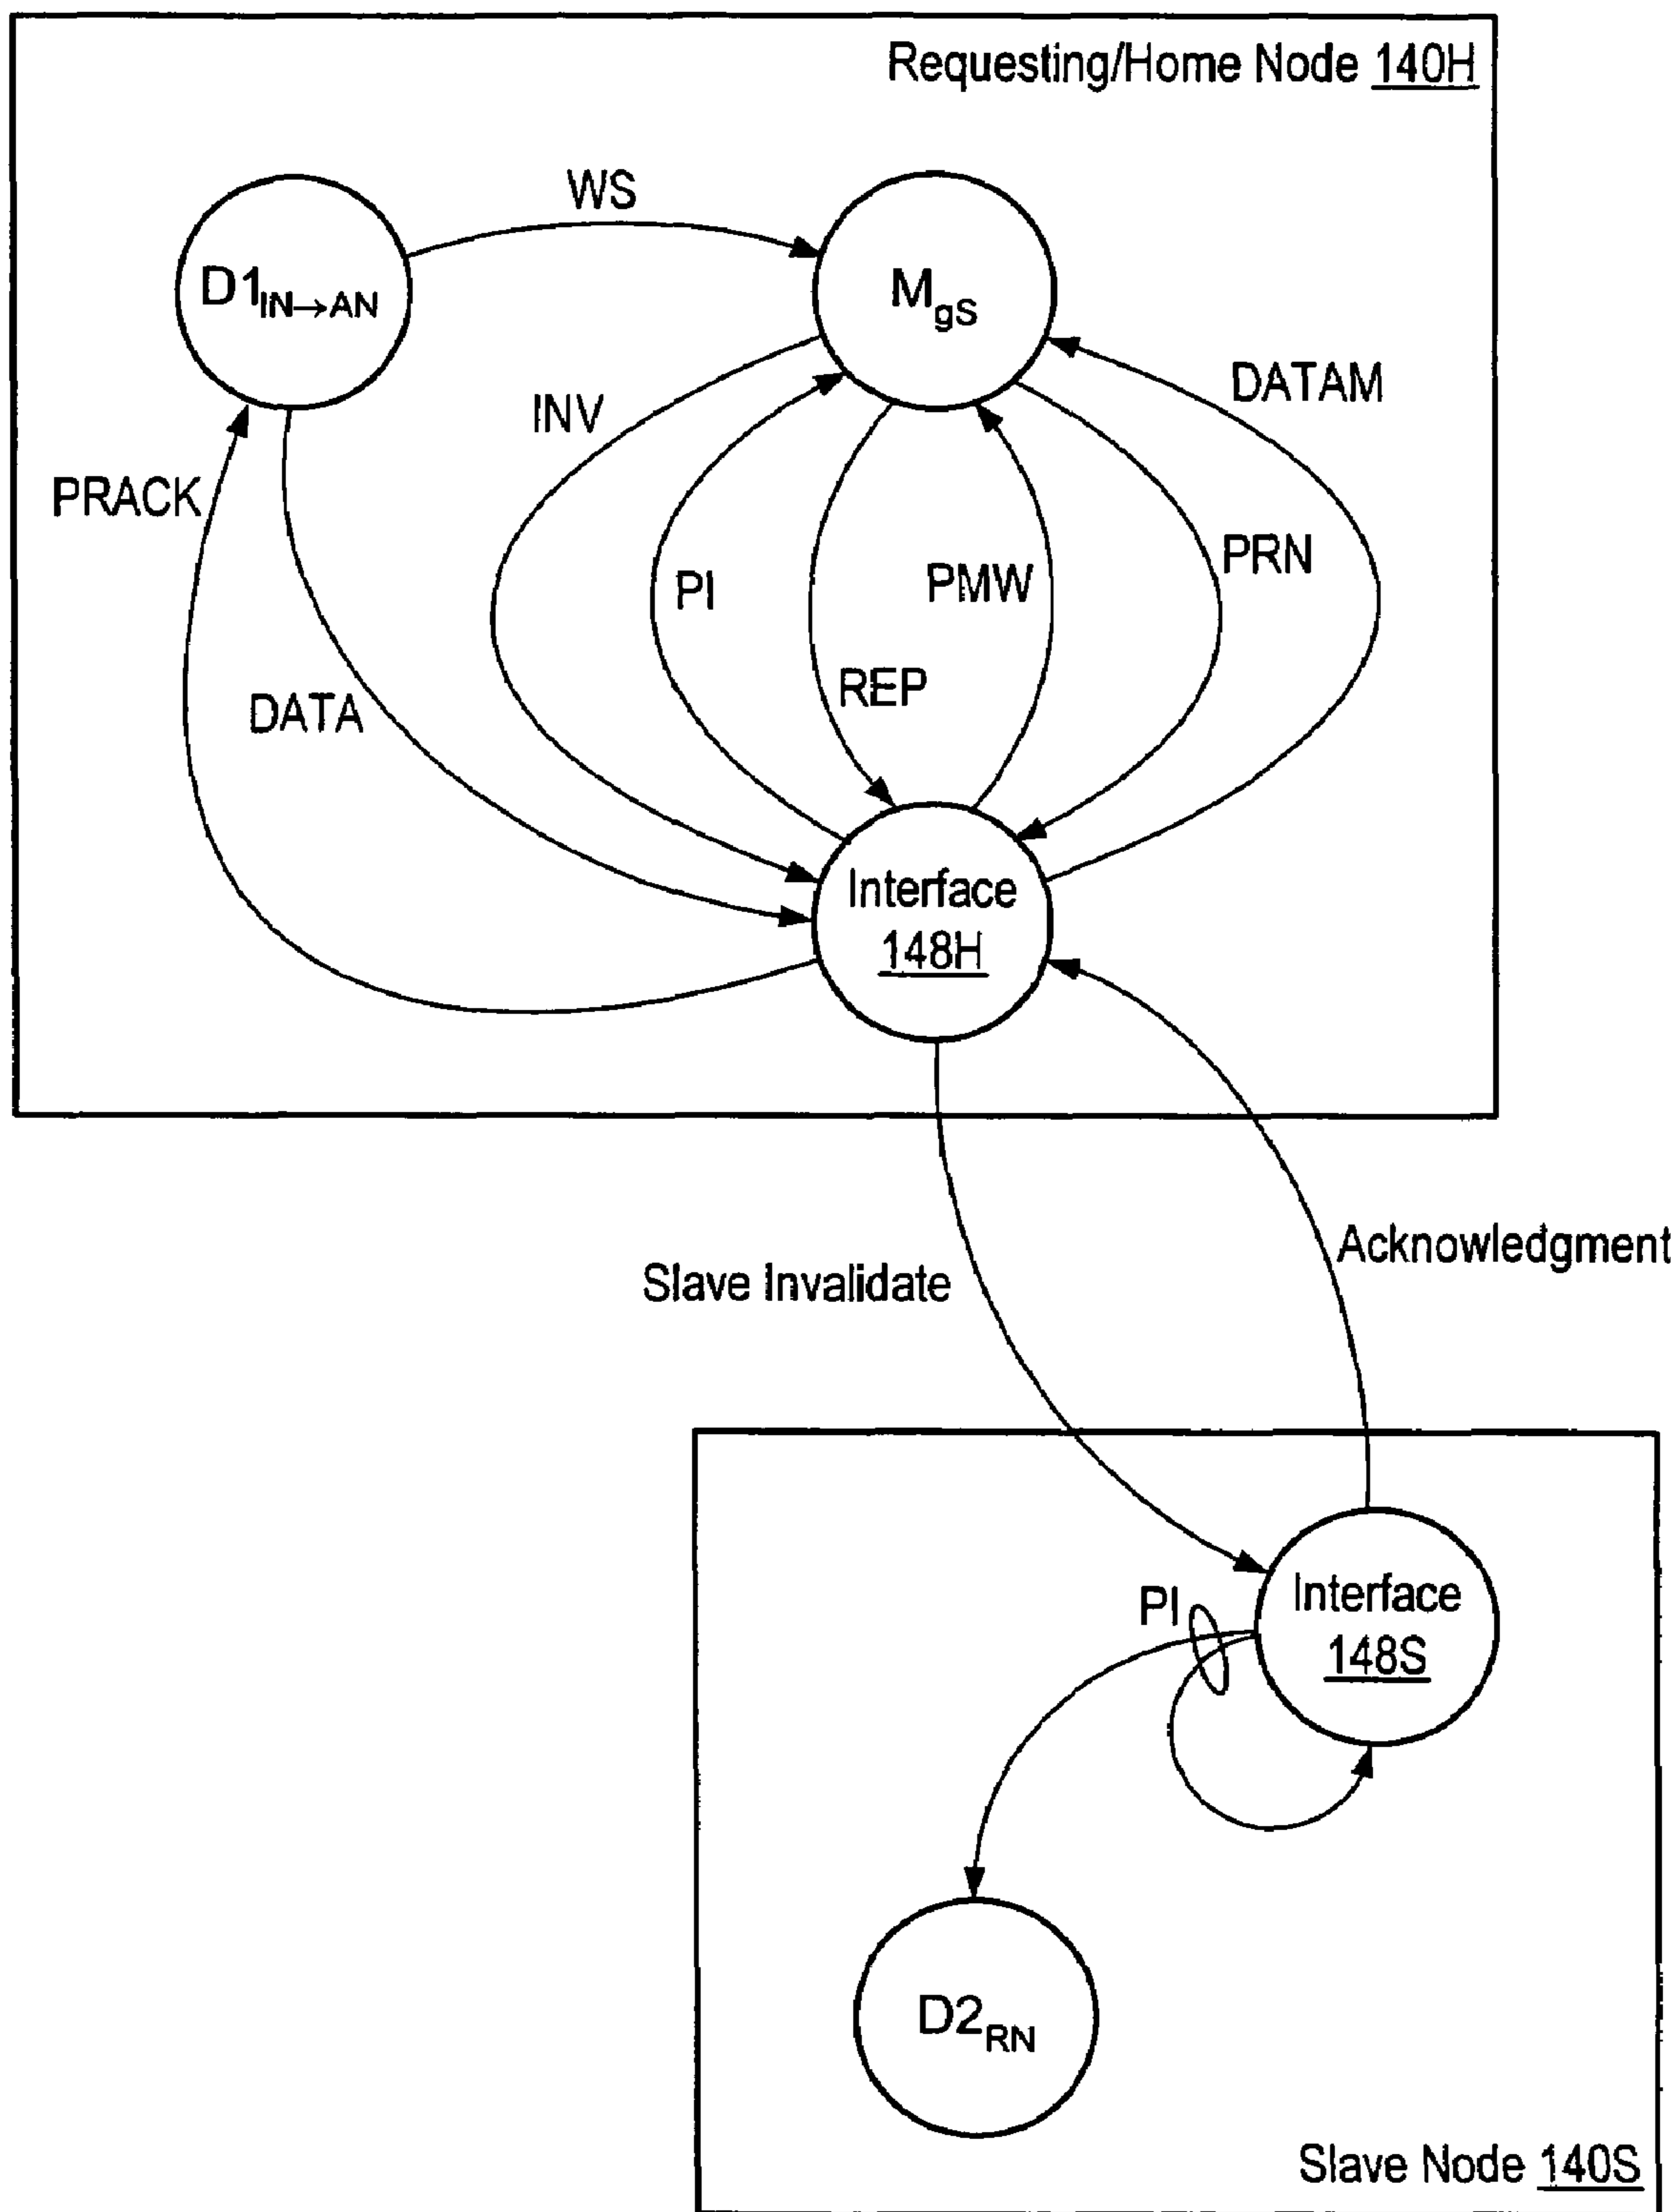 Requesting/Home Node 140H
WS
D1IN→AN
MgS
DATAM
INV
PRACK
PRN
PI
PMW
REP
DATA
Interface
148H
Acknowledgment
Slave Invalidate
PI
Interface
148S
D2RN
Slave Node 140S